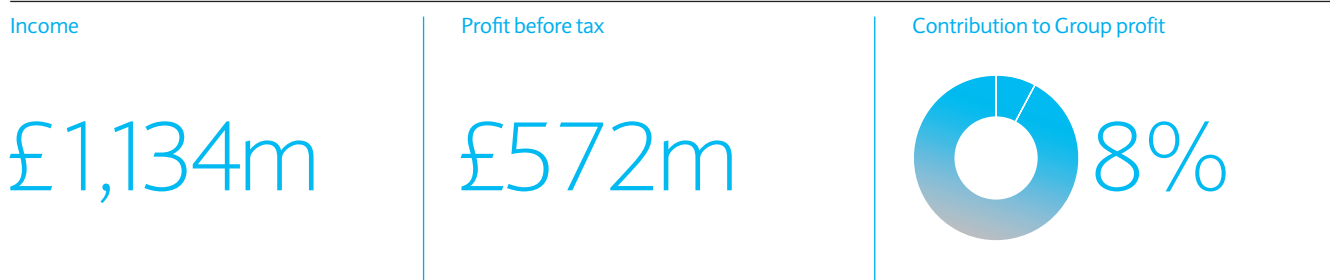 Income
£1,134m
Profit before tax
£572m
Contribution to Group profit
8%